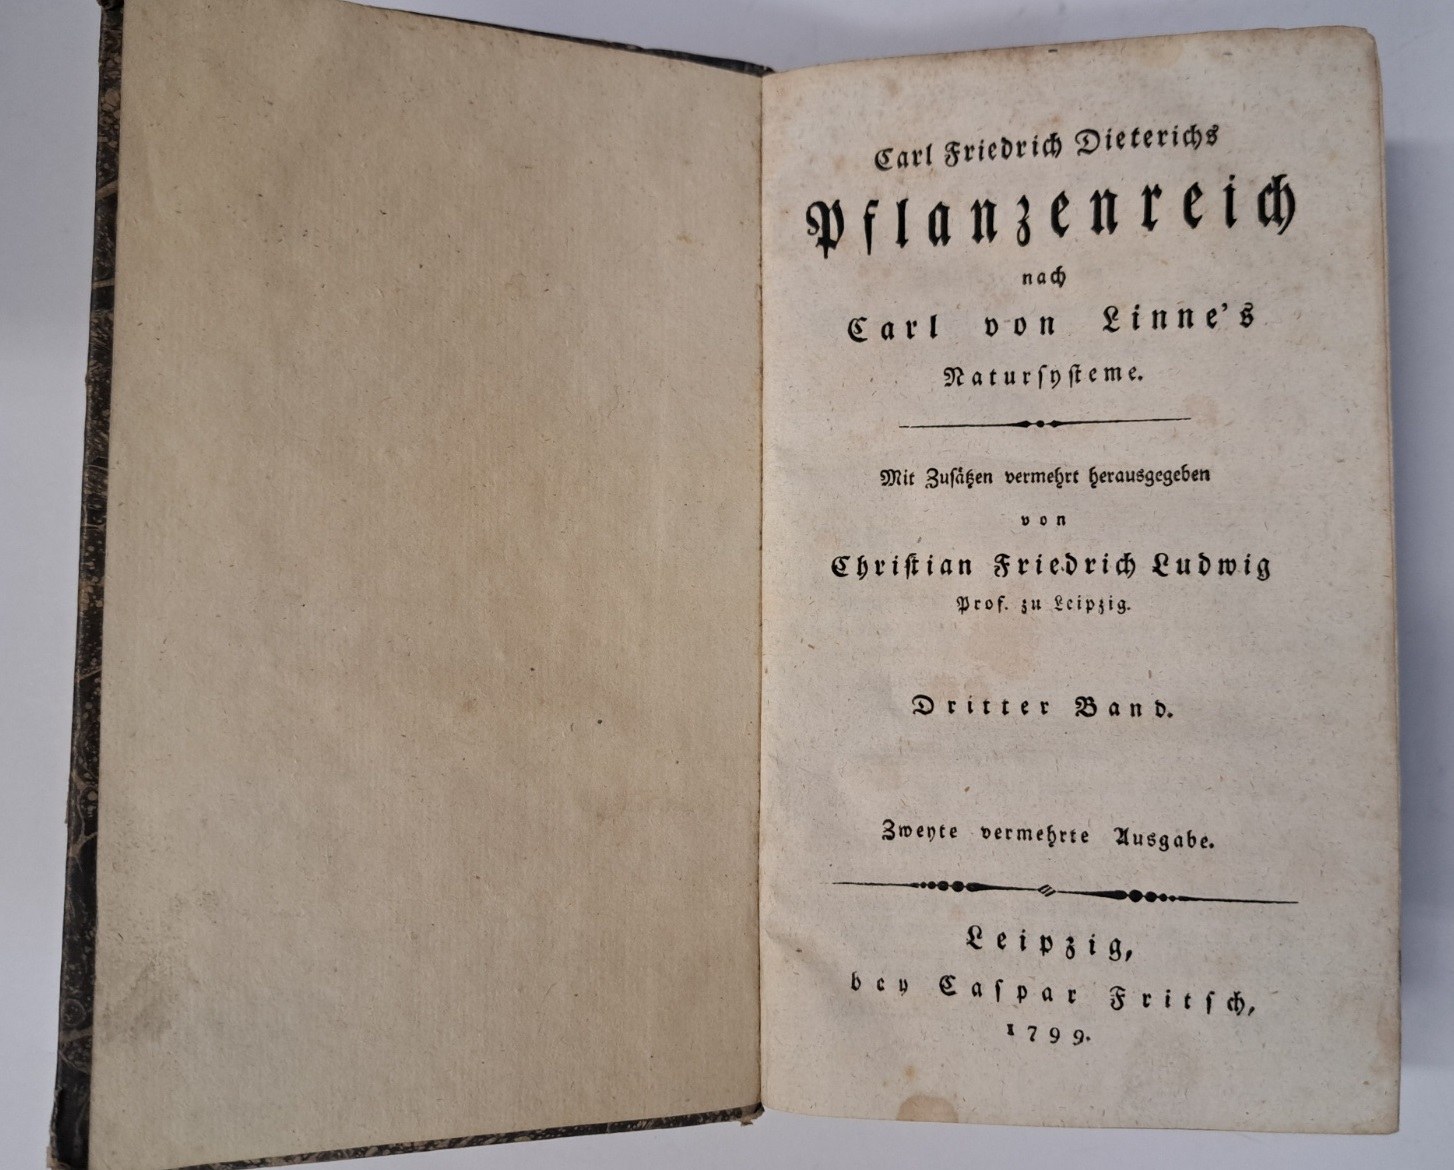 Carl Friedrich Dieterichs
Pflanzenreich
nach
Carl von Linne's
Naturſyſteme.
Mit Zuſätzen vermehrt herausgegeben
von
Chriſtian Friedrich Ludwig
Prof. zu Leipzig.
Dritter Band.
Zweyte vermehrte Ausgabe.
Leipzig,
bey Caſpar Fritſch,
1799.